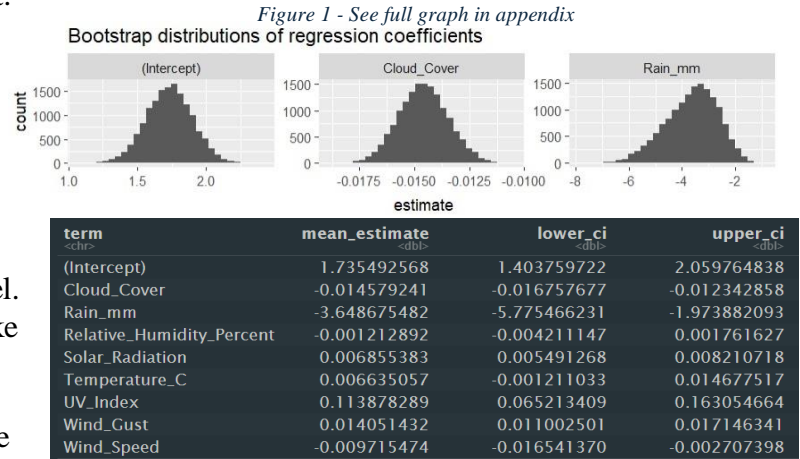 t.
Figure 1 - See full graph in appendix
Bootstrap distributions of regression coefficients
(Intercept) Cloud_Cover Rain_mm
count
1500 1500 1500
1000 1000 1000
500 500 500
0 0 0
1.0 1.5 2.0 -0.0175 -0.0150 -0.0125 -0.0100 -8 -6 -4 -2
estimate
term mean_estimate lower_ci upper_ci
<chr> <dbl> <dbl> <dbl>
(Intercept) 1.735492568 1.403759722 2.059764838
el.
Cloud_Cover -0.014579241 -0.016757677 -0.012342858
Rain_mm -3.648675482 -5.775466231 -1.973882093
ke
Relative_Humidity_Percent -0.001212892 -0.004211147 0.001761627
Solar_Radiation 0.006855383 0.005491268 0.008210718
Temperature_C 0.006635057 -0.001211033 0.014677517
UV_Index 0.113878289 0.065213409 0.163054664
Wind_Gust 0.014051432 0.011002501 0.017146341
e
Wind_Speed -0.009715474 -0.016541370 -0.002707398